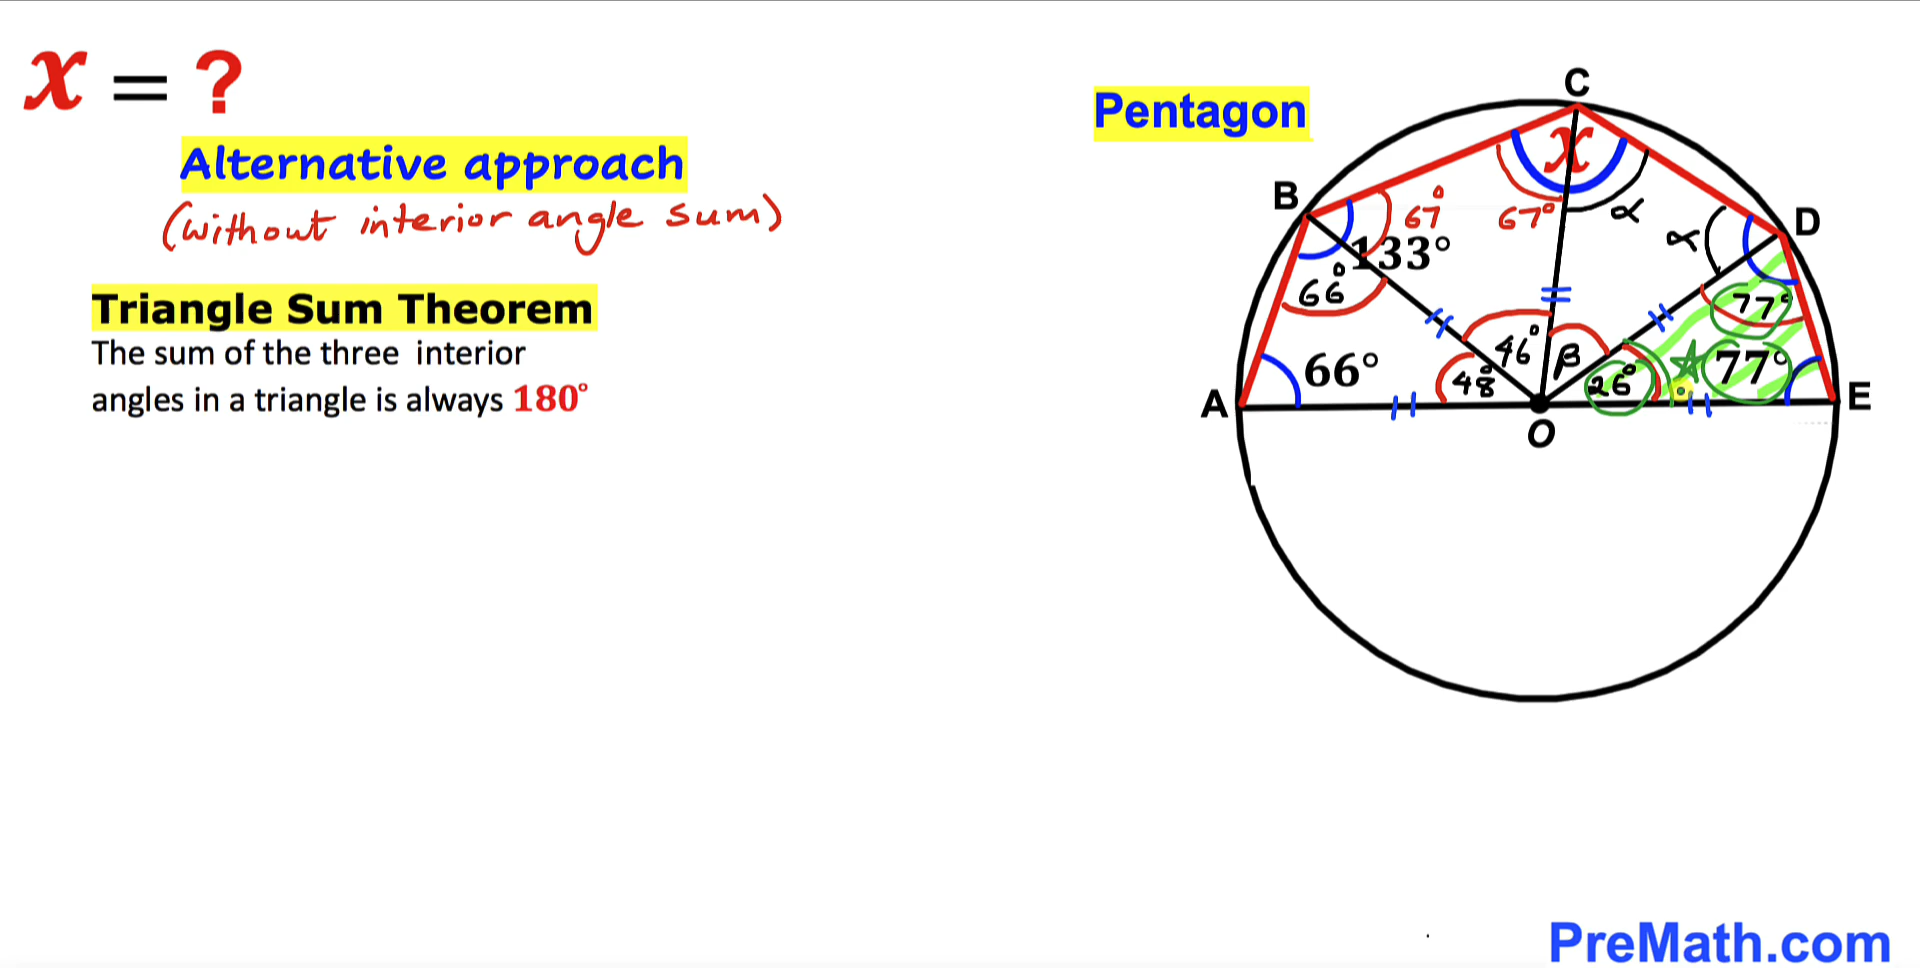 x = ?
Alternative approach
(without interior angle sum)
Triangle Sum Theorem
The sum of the three interior
angles in a triangle is always 180°
Pentagon
C
x
B
D
67°
67°
α
α
133°
66°
77°
46°
β
66°
48°
26°
77°
A
E
O
PreMath.com